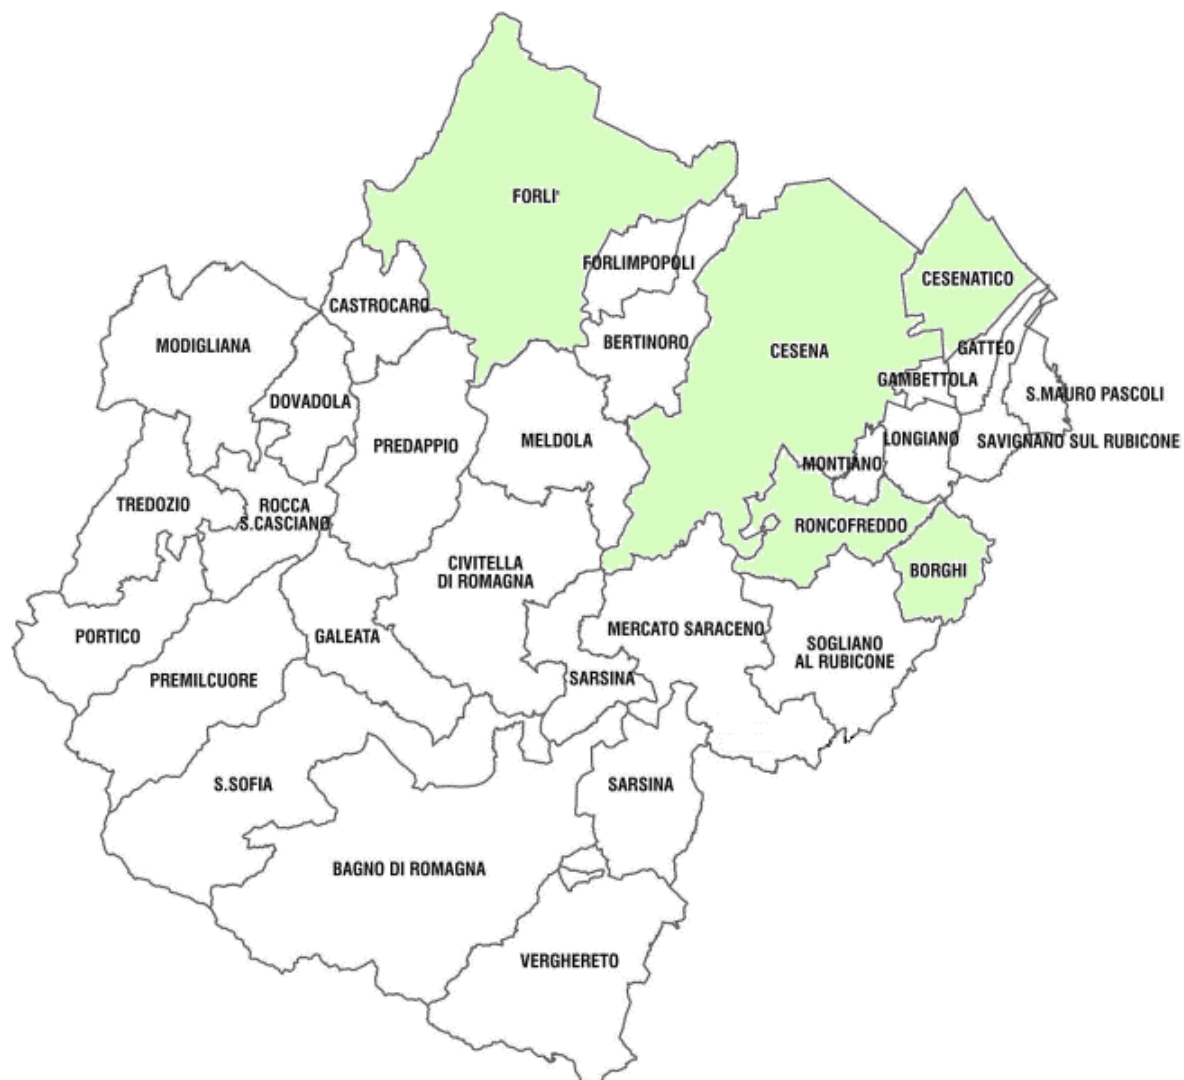 FORLI'
FORLIMPOPOLI
CESENATICO
CASTROCARO
MODIGLIANA
BERTINORO
CESENA
GATTEO
GAMBETTOLA
S.MAURO PASCOLI
DOVADOLA
PREDAPPIO
MELDOLA
LONGIANO
SAVIGNANO SUL RUBICONE
MONTIANO
TREDOZIO
ROCCA
S.CASCIANO
RONCOFREDDO
CIVITELLA
DI ROMAGNA
BORGHI
PORTICO
GALEATA
MERCATO SARACENO
SOGLIANO
AL RUBICONE
PREMILCUORE
SARSINA
S.SOFIA
SARSINA
BAGNO DI ROMAGNA
VERGHERETO